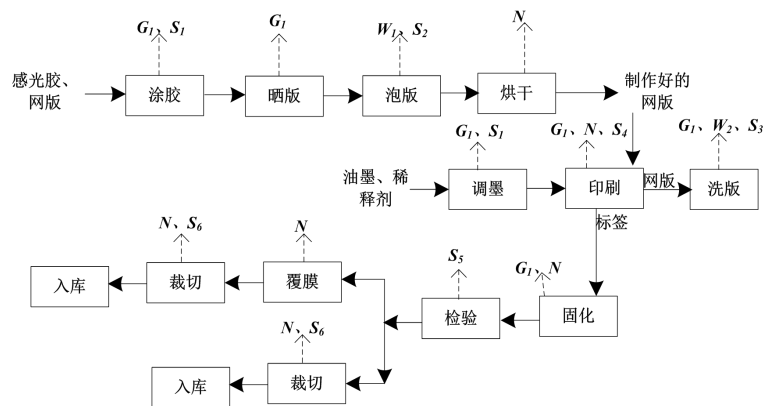 G₁、S₁
G₁
W₁、S₂
N
感光胶、
网版
涂胶
晒版
泡版
烘干
制作好的
网版
G₁、S₁
G₁、N、S₄
G₁、W₂、S₃
油墨、稀
释剂
调墨
印刷
网版
洗版
标签
N、S₆
N
S₅
G₁、N
入库
裁切
覆膜
检验
固化
N、S₆
入库
裁切